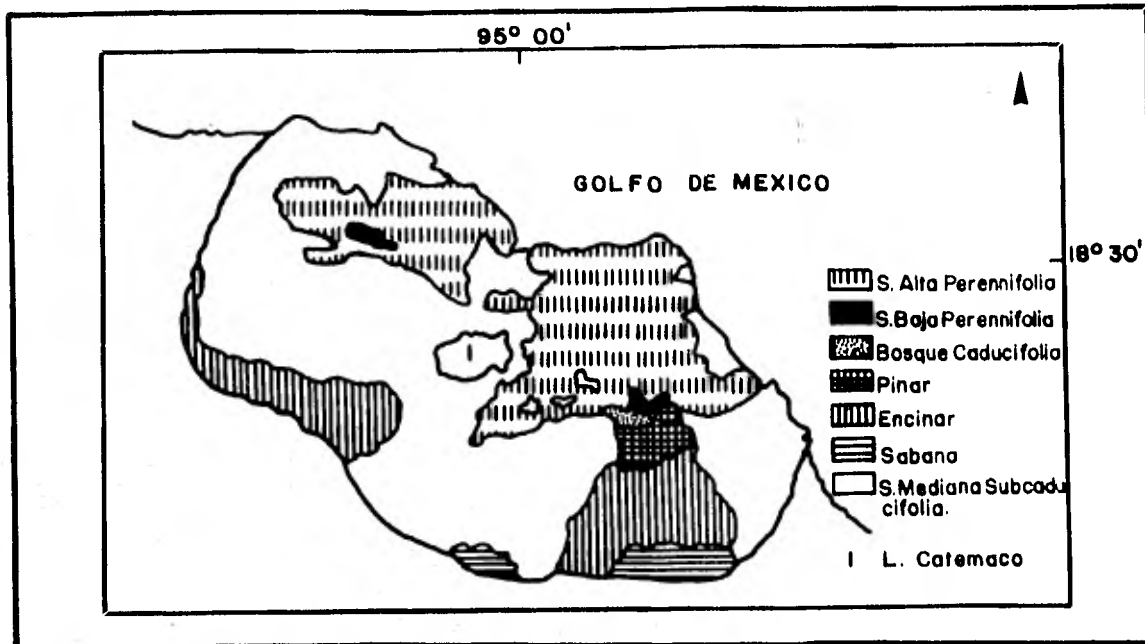 95° 00'
GOLFO DE MEXICO
18° 30'
S. Alta Perennifolia
S. Baja Perennifolia
Bosque Caducifolia
Pinar
Encinar
Sabana
S. Mediana Subcadu
cifolia.
I L. Catemaco
I